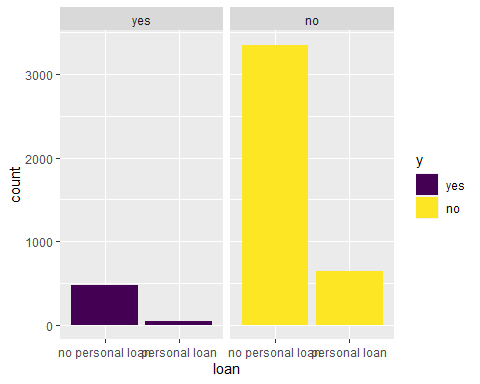 yes
no
3000
2000
1000
0
count
no personal loan
personal loan
no personal loan
personal loan
loan
y
yes
no